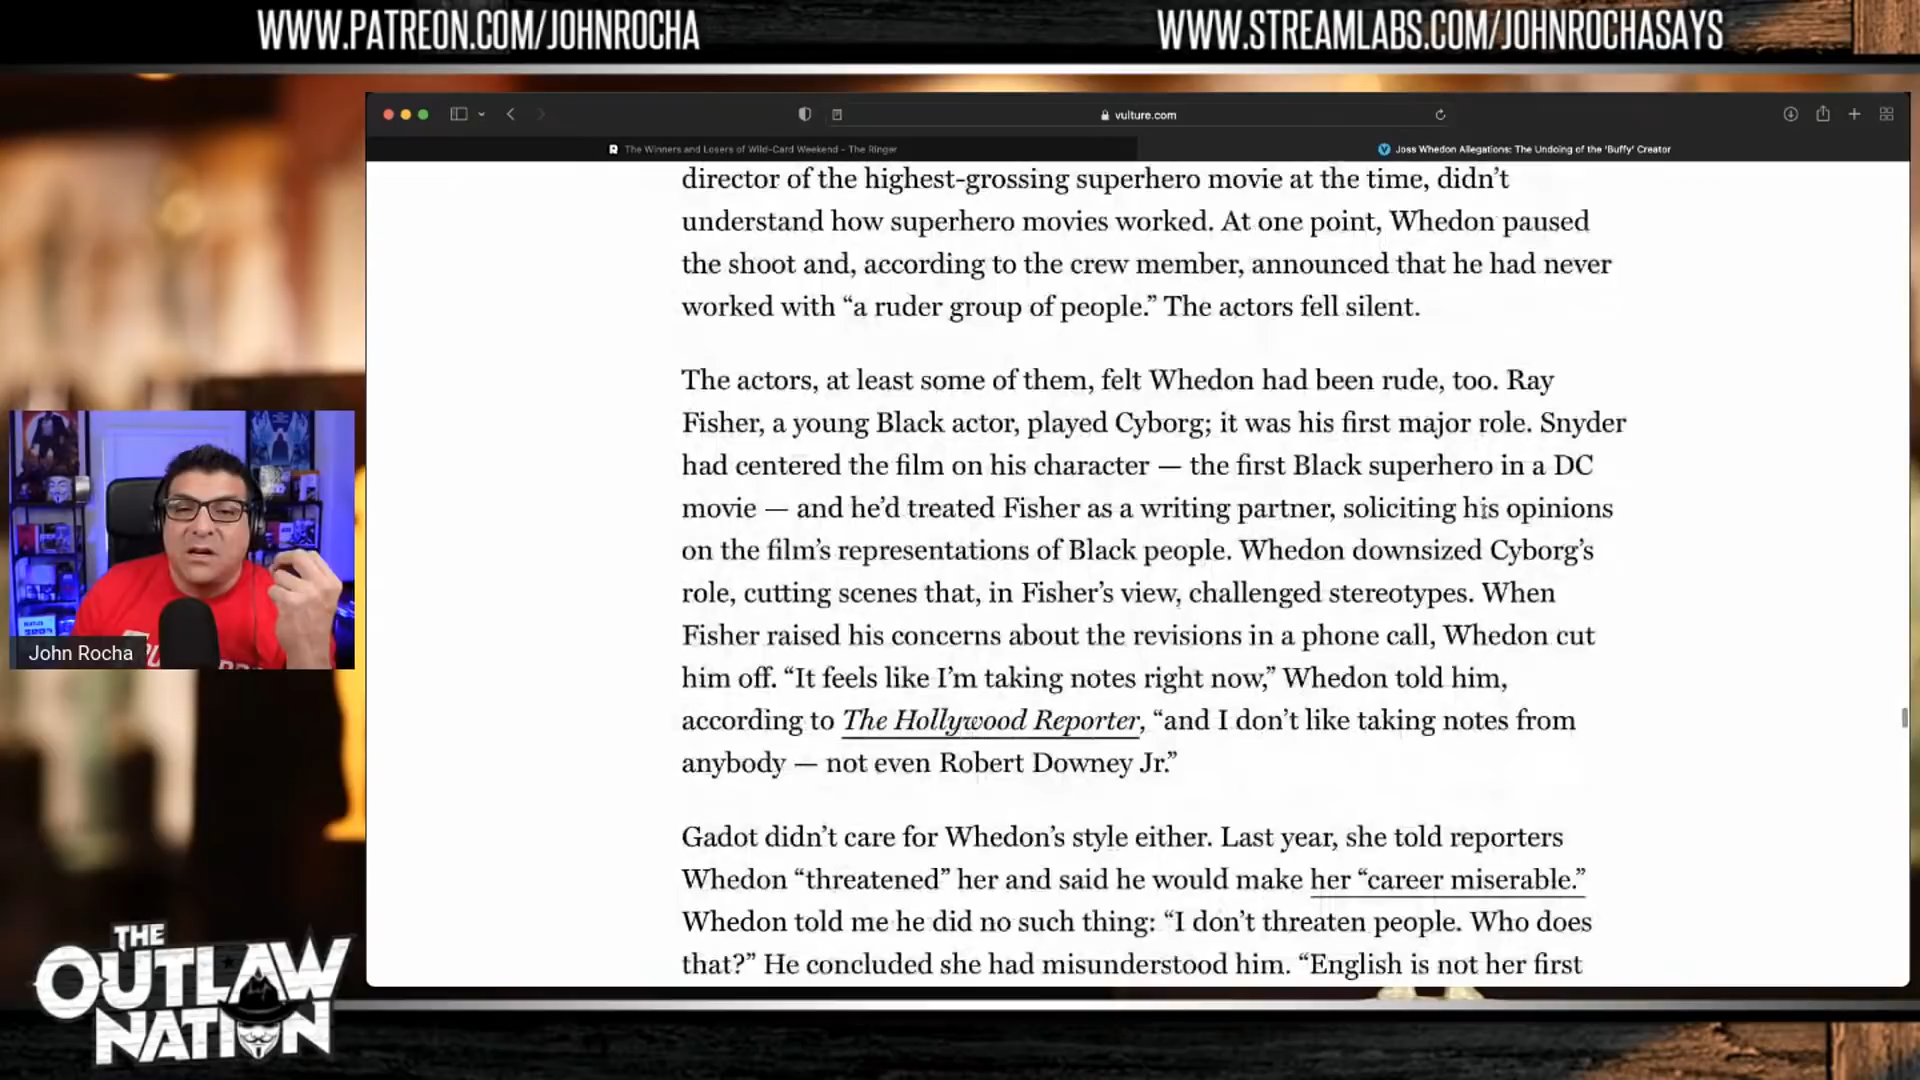 WWW.PATREON.COM/JOHNROCHA
WWW.STREAMLABS.COM/JOHNROCHASAYS
vulture.com
The Winners and Losers of Wild-Card Weekend - The Ringer
Joss Whedon Allegations: The Undoing of the 'Buffy' Creator
director of the highest-grossing superhero movie at the time, didn’t
understand how superhero movies worked. At one point, Whedon paused
the shoot and, according to the crew member, announced that he had never
worked with “a ruder group of people.” The actors fell silent.
The actors, at least some of them, felt Whedon had been rude, too. Ray
Fisher, a young Black actor, played Cyborg; it was his first major role. Snyder
had centered the film on his character — the first Black superhero in a DC
movie — and he’d treated Fisher as a writing partner, soliciting his opinions
on the film’s representations of Black people. Whedon downsized Cyborg’s
role, cutting scenes that, in Fisher’s view, challenged stereotypes. When
Fisher raised his concerns about the revisions in a phone call, Whedon cut
him off. “It feels like I’m taking notes right now,” Whedon told him,
according to The Hollywood Reporter, “and I don’t like taking notes from
anybody — not even Robert Downey Jr.”
Gadot didn’t care for Whedon’s style either. Last year, she told reporters
Whedon “threatened” her and said he would make her “career miserable.”
Whedon told me he did no such thing: “I don’t threaten people. Who does
that?” He concluded she had misunderstood him. “English is not her first
John Rocha
THE
OUTLAW
NATION